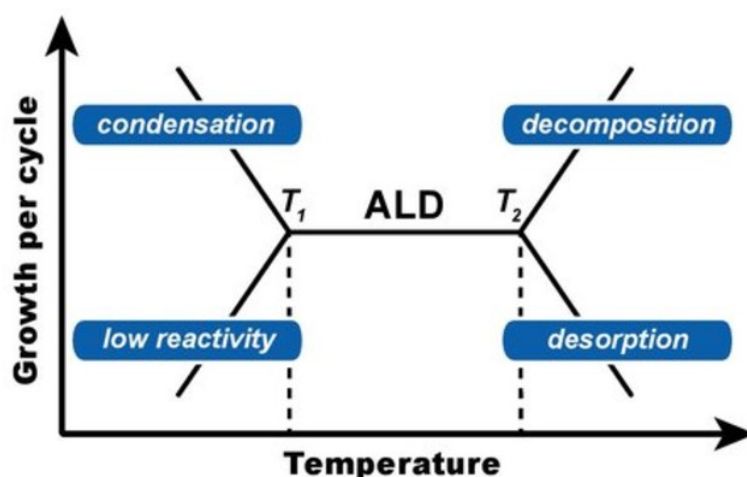 Growth per cycle
condensation
decomposition
T₁
ALD
T₂
low reactivity
desorption
Temperature